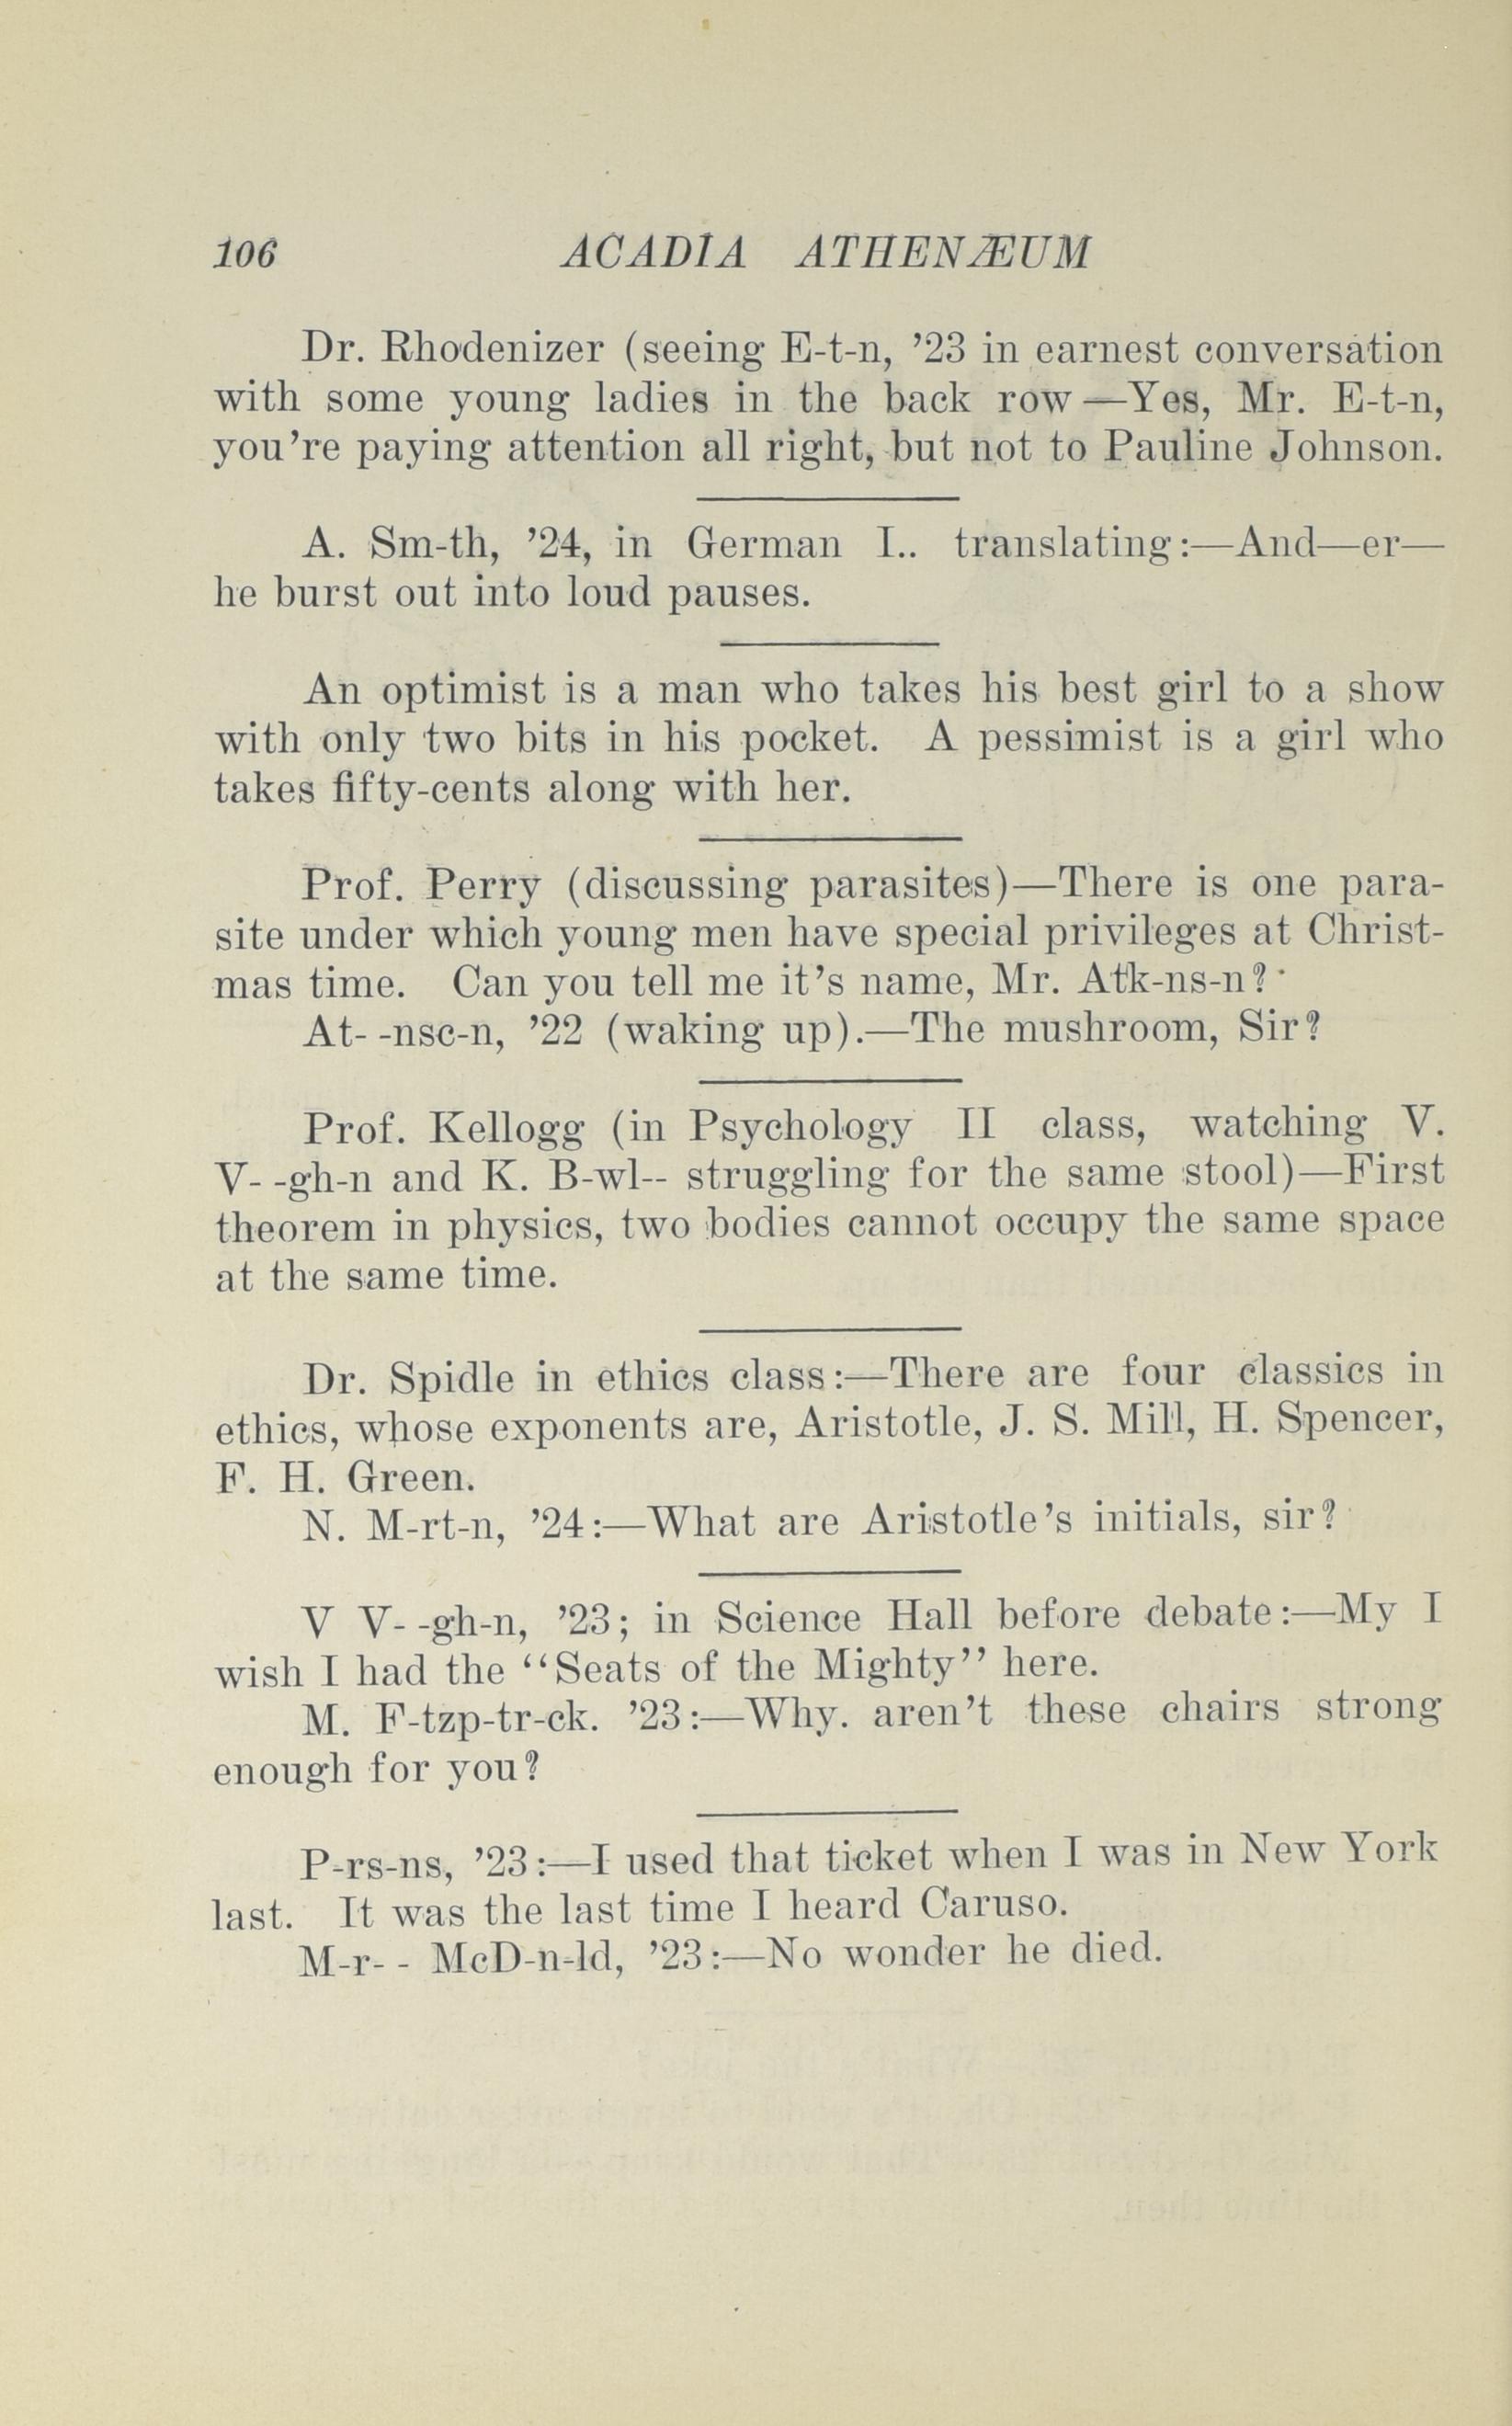 106 ACADIA ATHENÆUM
Dr. Rhodenizer (seeing E-t-n, ’23 in earnest conversation
with some young ladies in the back row —Yes, Mr. E-t-n,
you’re paying attention all right, but not to Pauline Johnson.
A. Sm-th, ’24, in German I.. translating:—And—er—
he burst out into loud pauses.
An optimist is a man who takes his best girl to a show
with only two bits in his pocket. A pessimist is a girl who
takes fifty-cents along with her.
Prof. Perry (discussing parasites)—There is one para-
site under which young men have special privileges at Christ-
mas time. Can you tell me it’s name, Mr. Atk-ns-n?
At- -nsc-n, ’22 (waking up).—The mushroom, Sir?
Prof. Kellogg (in Psychology II class, watching V.
V- -gh-n and K. B-wl-- struggling for the same stool)—First
theorem in physics, two bodies cannot occupy the same space
at the same time.
Dr. Spidle in ethics class:—There are four classics in
ethics, whose exponents are, Aristotle, J. S. Mill, H. Spencer,
F. H. Green.
N. M-rt-n, ’24:—What are Aristotle’s initials, sir?
V V- -gh-n, ’23; in Science Hall before debate:—My I
wish I had the “Seats of the Mighty” here.
M. F-tzp-tr-ck. ’23:—Why. aren’t these chairs strong
enough for you?
P-rs-ns, ’23:—I used that ticket when I was in New York
last. It was the last time I heard Caruso.
M-r- - McD-n-ld, ’23:—No wonder he died.